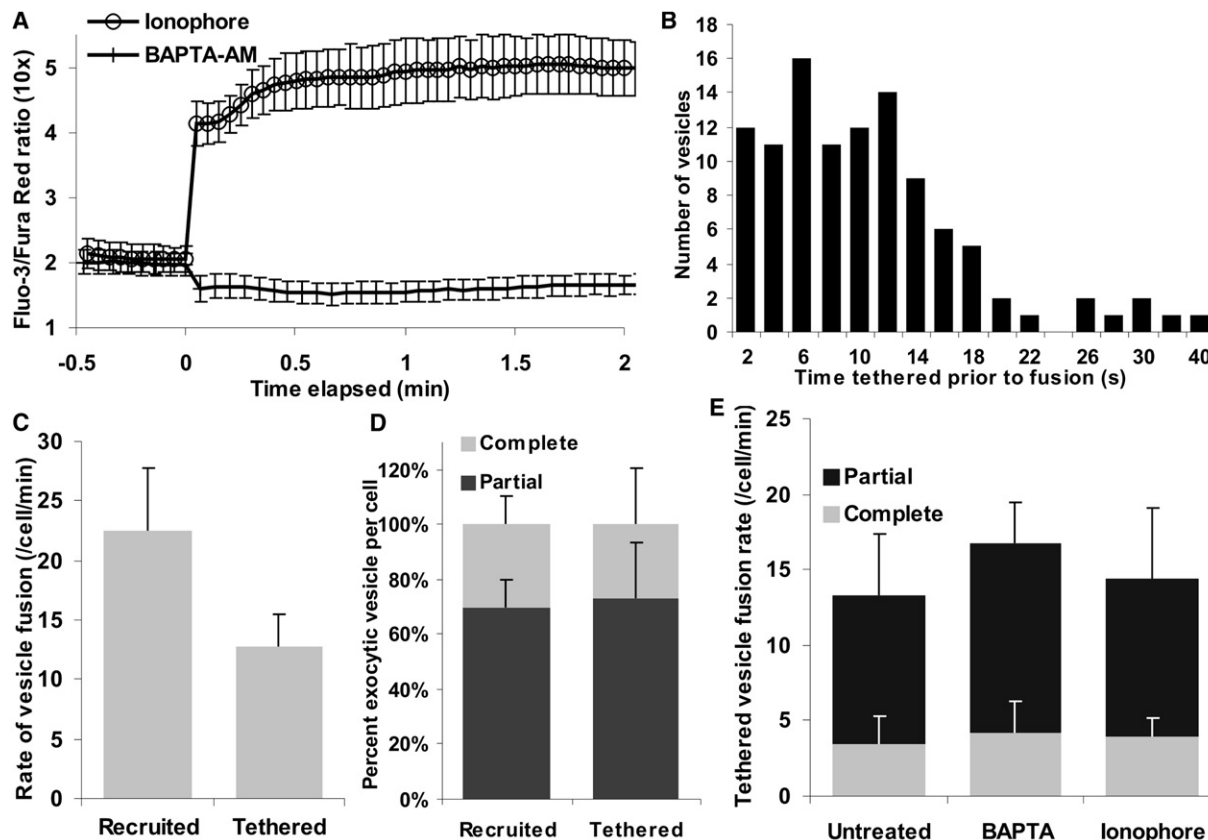 A
Ionophore
BAPTA-AM
Fluo-3/Fura Red ratio (10x)
5
4
3
2
1
-0.5 0 0.5 1 1.5 2
Time elapsed (min)
B
Number of vesicles
18
16
14
12
10
8
6
4
2
0
2 6 10 14 18 22 26 30 40
Time tethered prior to fusion (s)
C
Rate of vesicle fusion (/cell/min)
30
25
20
15
10
5
0
Recruited Tethered
D
Complete
Partial
Percent exocytic vesicle per cell
120%
100%
80%
60%
40%
20%
0%
Recruited Tethered
E
Partial
Complete
Tethered vesicle fusion rate (/cell/min)
25
20
15
10
5
0
Untreated BAPTA Ionophore